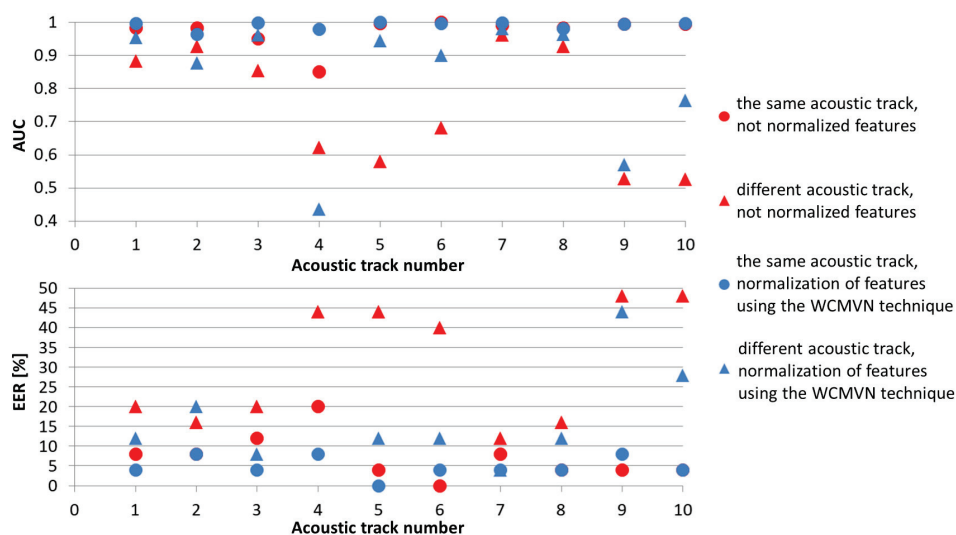 1
0.9
0.8
0.7
0.6
0.5
0.4
AUC
0 1 2 3 4 5 6 7 8 9 10
Acoustic track number
50
45
40
35
30
25
20
15
10
5
0
EER [%]
0 1 2 3 4 5 6 7 8 9 10
Acoustic track number
the same acoustic track,
not normalized features
different acoustic track,
not normalized features
the same acoustic track,
normalization of features
using the WCMVN technique
different acoustic track,
normalization of features
using the WCMVN technique